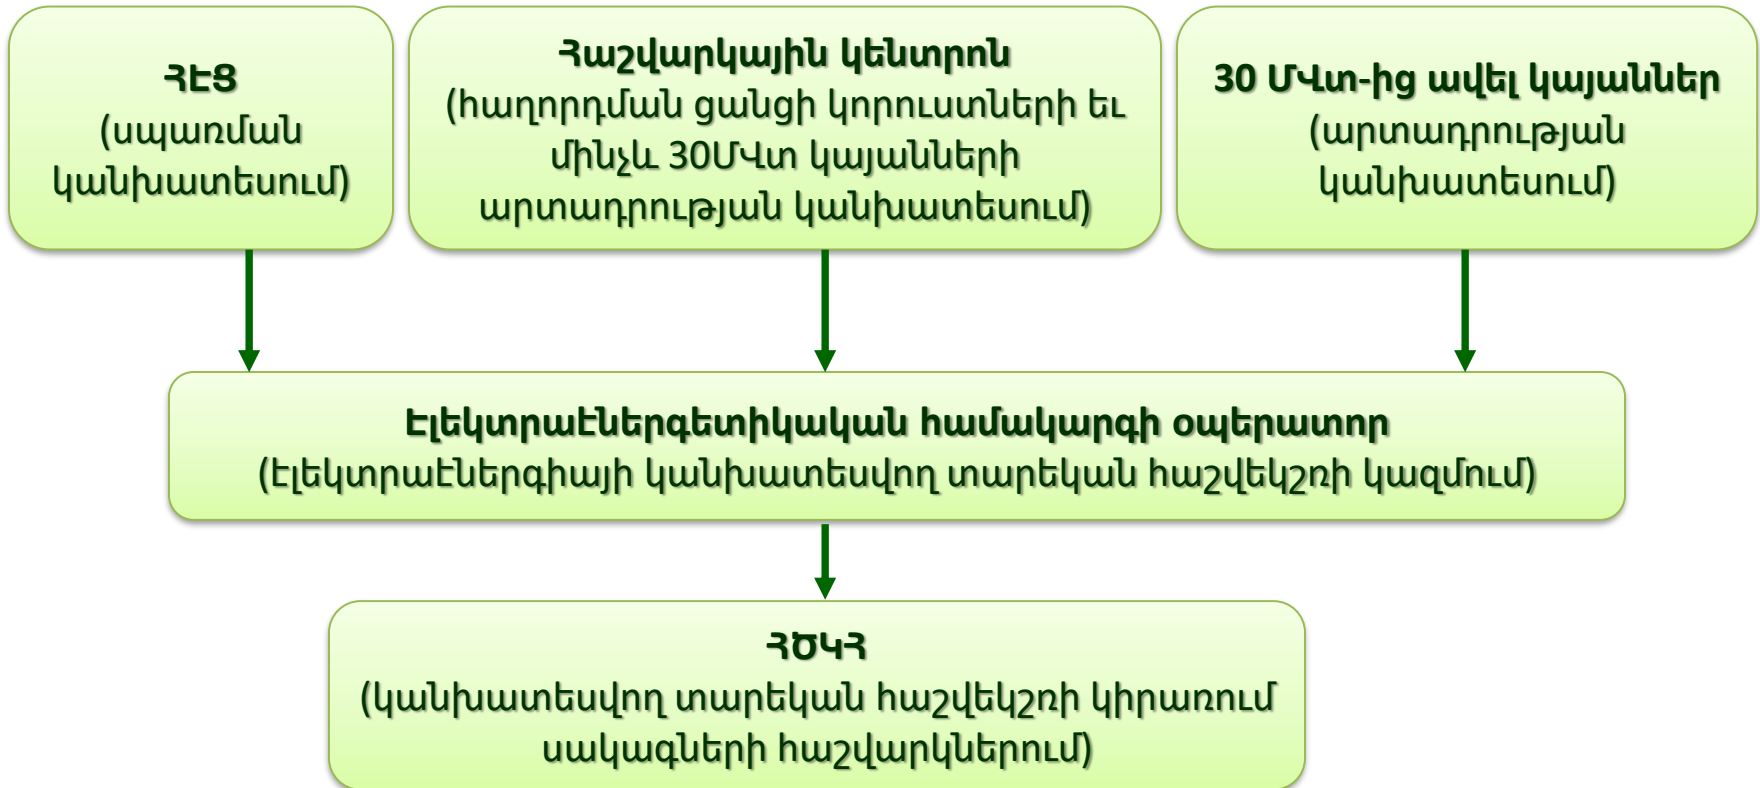 ՀԷՑ
(սպառման
կանխատեսում)
Հաշվարկային կենտրոն
(հաղորդման ցանցի կորուստների եւ
մինչև 30ՄՎտ կայանների
արտադրության կանխատեսում)
30 ՄՎտ-ից ավել կայաններ
(արտադրության
կանխատեսում)
Էլեկտրաէներգետիկական համակարգի օպերատոր
(էլեկտրաէներգիայի կանխատեսվող տարեկան հաշվեկշռի կազմում)
ՀԾԿՀ
(կանխատեսվող տարեկան հաշվեկշռի կիրառում
սակագների հաշվարկներում)